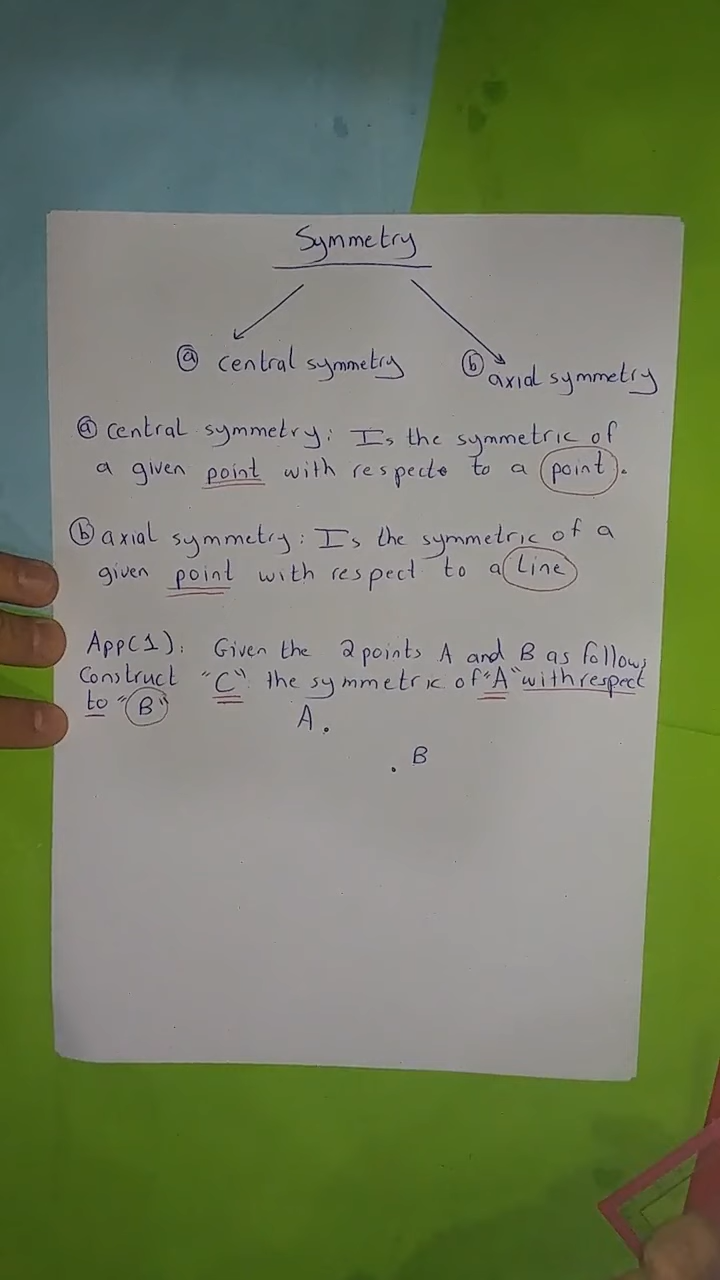 Symmetry
ⓐ central symmetry
ⓑ axial symmetry
ⓐ central symmetry: Is the symmetric of
a given point with respect to a point.
ⓑ axial symmetry: Is the symmetric of a
given point with respect to a Line
App(1): Given the 2 points A and B as follows
Construct "C" the symmetric of "A" with respect
to "B"
A.
. B